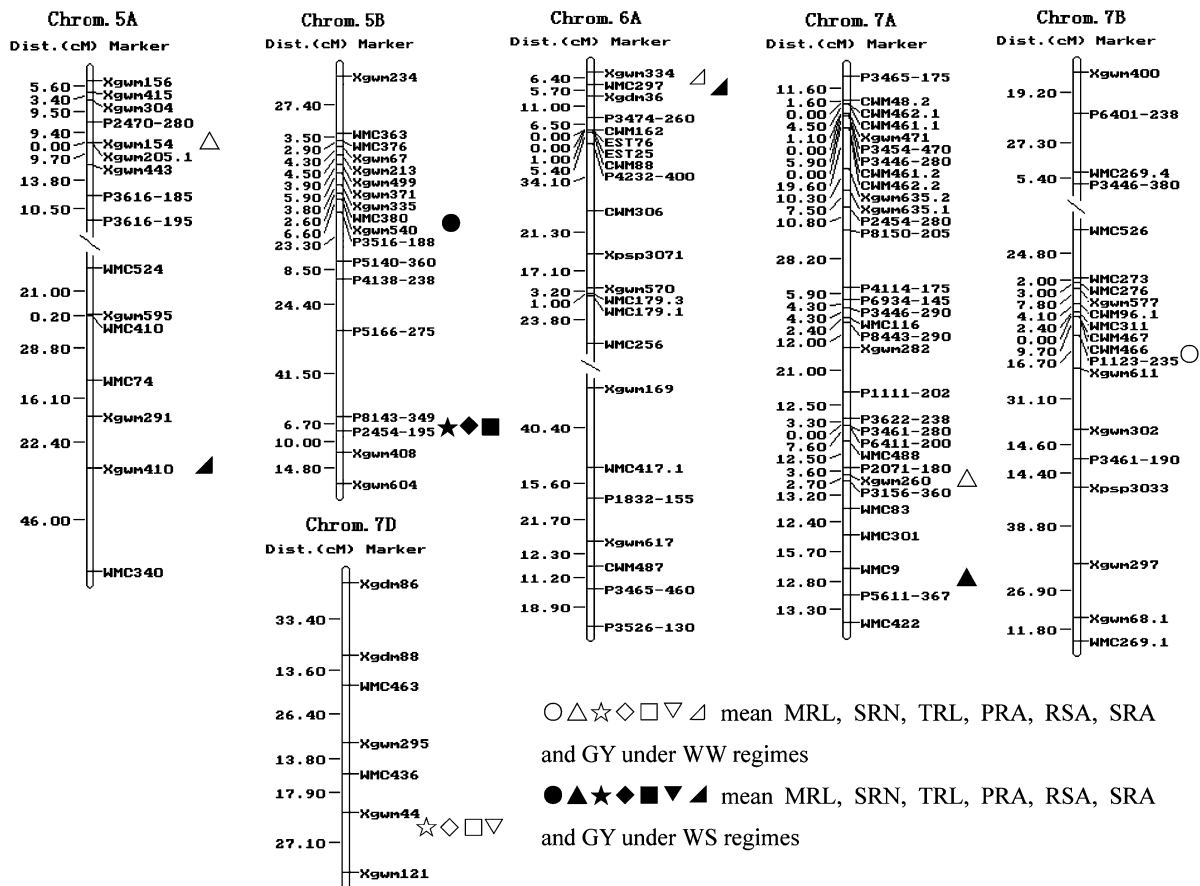 Chrom. 5A
Dist.(cM) Marker
Xgwm156
5.60
Xgwm415
3.40
Xgwm304
9.50
P2470-280
9.40
Xgwm154
0.00
Xgwm205.1
9.70
Xgwm443
13.80
P3616-185
10.50
P3616-195
WMC524
21.00
Xgwm595
0.20
WMC410
28.80
WMC74
16.10
Xgwm291
22.40
Xgwm410
46.00
WMC340
Chrom. 5B
Dist.(cM) Marker
Xgwm234
27.40
WMC363
3.50
WMC376
2.90
Xgwm67
4.30
Xgwm213
4.50
Xgwm499
3.90
Xgwm371
5.90
Xgwm335
3.80
WMC380
2.60
Xgwm540
6.60
P3516-188
23.30
P5140-360
8.50
P4138-238
24.40
P5166-275
41.50
P8143-349
6.70
P2454-195
10.00
Xgwm408
14.80
Xgwm604
Chrom. 6A
Dist.(cM) Marker
Xgwm334
6.40
WMC297
5.70
Xgdm36
11.00
P3474-260
6.50
CWM162
0.00
EST76
0.00
EST25
1.00
CWM88
5.40
P4232-400
34.10
CWM306
21.30
Xpsp3071
17.10
Xgwm570
3.20
WMC179.3
1.00
WMC179.1
23.80
WMC256
Xgwm169
40.40
WMC417.1
15.60
P1832-155
21.70
Xgwm617
12.30
CWM487
11.20
P3465-460
18.90
P3526-130
Chrom. 7A
Dist.(cM) Marker
P3465-175
11.60
CWM48.2
1.60
CWM462.1
0.00
CWM461.1
4.50
Xgwm471
1.10
P3454-470
0.00
P3446-280
5.90
CWM461.2
0.00
CWM462.2
19.60
Xgwm635.2
10.30
Xgwm635.1
7.50
P2454-280
10.80
P8150-205
28.20
P4114-175
5.90
P6934-145
4.30
P3446-290
4.30
WMC116
2.40
P8443-290
12.00
Xgwm282
21.00
P1111-202
12.50
P3622-238
3.30
P3461-280
0.00
P6411-200
7.60
WMC488
12.50
P2071-180
3.60
Xgwm260
2.70
P3156-360
13.20
WMC83
12.40
WMC301
15.70
WMC9
12.80
P5611-367
13.30
WMC422
Chrom. 7B
Dist.(cM) Marker
Xgwm400
19.20
P6401-238
27.30
WMC269.4
5.40
P3446-380
WMC526
24.80
WMC273
2.00
WMC276
3.00
Xgwm577
7.80
CWM96.1
4.10
WMC311
2.40
CWM467
0.00
CWM466
9.70
P1123-235
16.70
Xgwm611
31.10
Xgwm302
14.60
P3461-190
14.40
Xpsp3033
38.80
Xgwm297
26.90
Xgwm68.1
11.80
WMC269.1
Chrom. 7D
Dist.(cM) Marker
Xgdm86
33.40
Xgdm88
13.60
WMC463
26.40
Xgwm295
13.80
WMC436
17.90
Xgwm44
27.10
Xgwm121
mean MRL, SRN, TRL, PRA, RSA, SRA
and GY under WW regimes
mean MRL, SRN, TRL, PRA, RSA, SRA
and GY under WS regimes